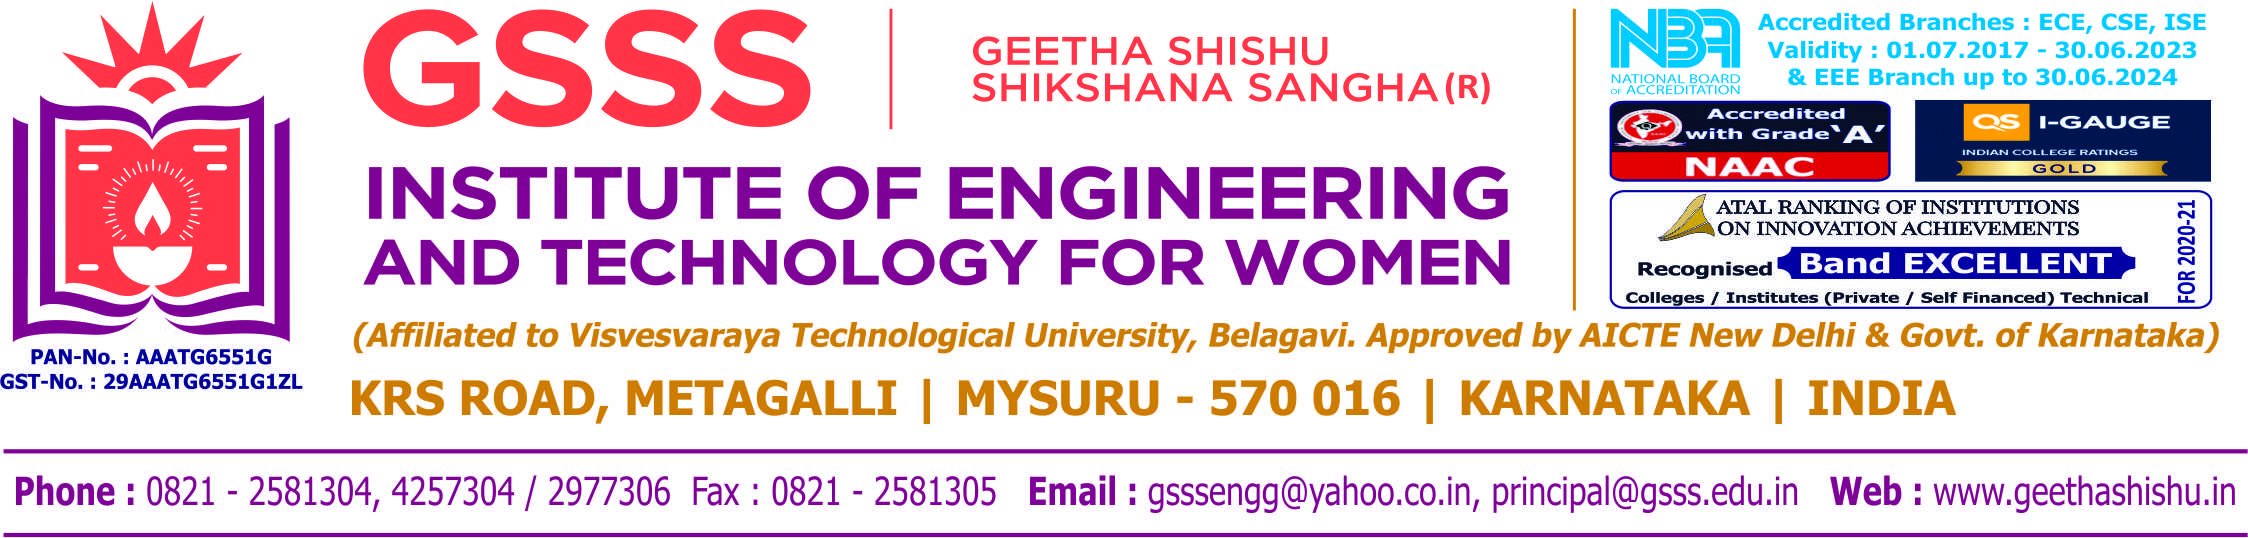 GSSS
GEETHA SHISHU
SHIKSHANA SANGHA (R)
INSTITUTE OF ENGINEERING
AND TECHNOLOGY FOR WOMEN
(Affiliated to Visvesvaraya Technological University, Belagavi. Approved by AICTE New Delhi & Govt. of Karnataka)
KRS ROAD, METAGALLI | MYSURU - 570 016 | KARNATAKA | INDIA
PAN-No. : AAATG6551G
GST-No. : 29AAATG6551G1ZL
NBA
NATIONAL BOARD
OF ACCREDITATION
Accredited Branches : ECE, CSE, ISE
Validity : 01.07.2017 - 30.06.2023
& EEE Branch up to 30.06.2024
Accredited
with Grade ‘A’
NAAC
QS I-GAUGE
INDIAN COLLEGE RATINGS
GOLD
ATAL RANKING OF INSTITUTIONS
ON INNOVATION ACHIEVEMENTS
Recognised Band EXCELLENT
Colleges / Institutes (Private / Self Financed) Technical
FOR 2020-21
Phone : 0821 - 2581304, 4257304 / 2977306 Fax : 0821 - 2581305 Email : gsssengg@yahoo.co.in, principal@gsss.edu.in Web : www.geethashishu.in